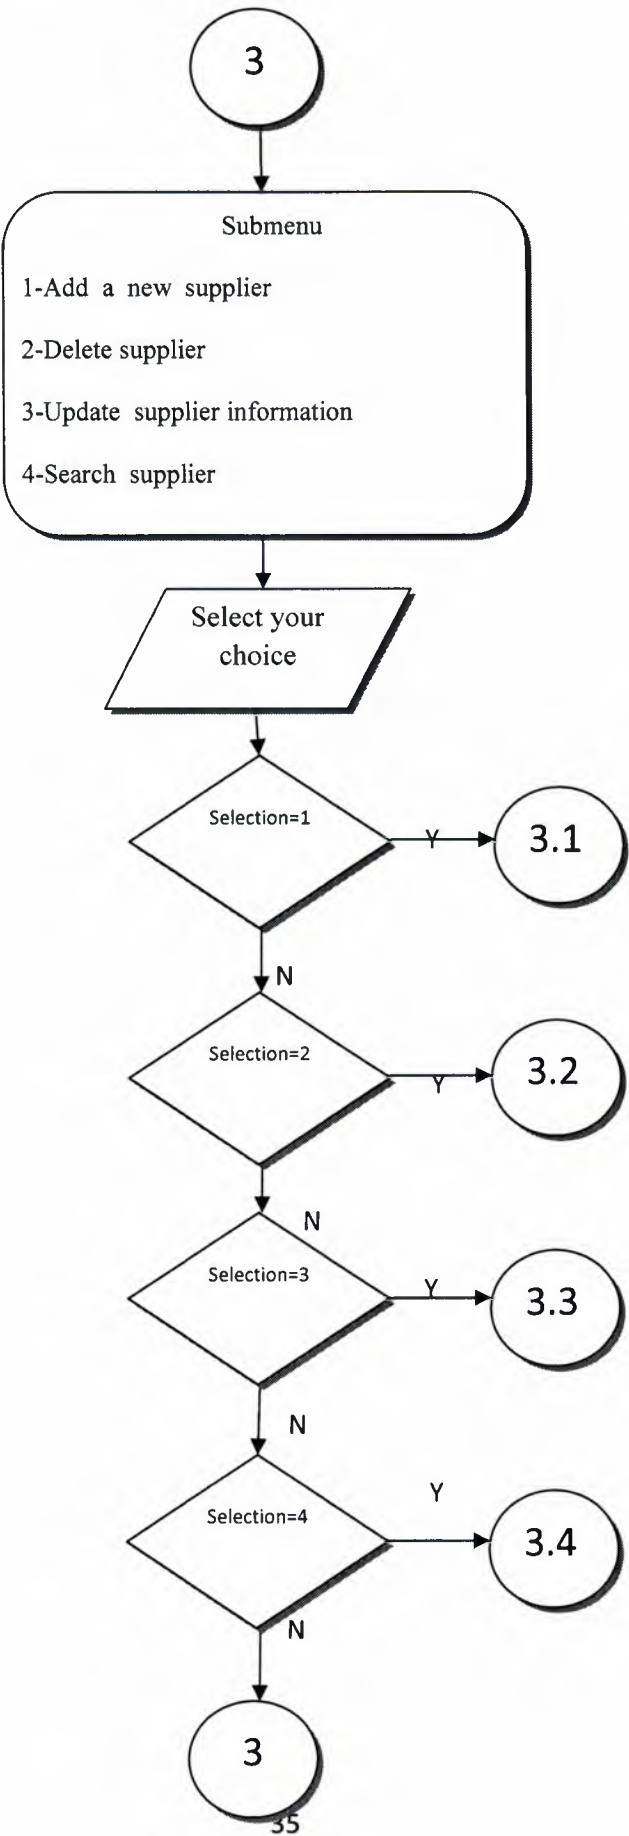 3
Submenu
1-Add a new supplier
2-Delete supplier
3-Update supplier information
4-Search supplier
Select your
choice
Selection=1
Y
3.1
N
Selection=2
Y
3.2
N
Selection=3
Y
3.3
N
Selection=4
Y
3.4
N
3
35